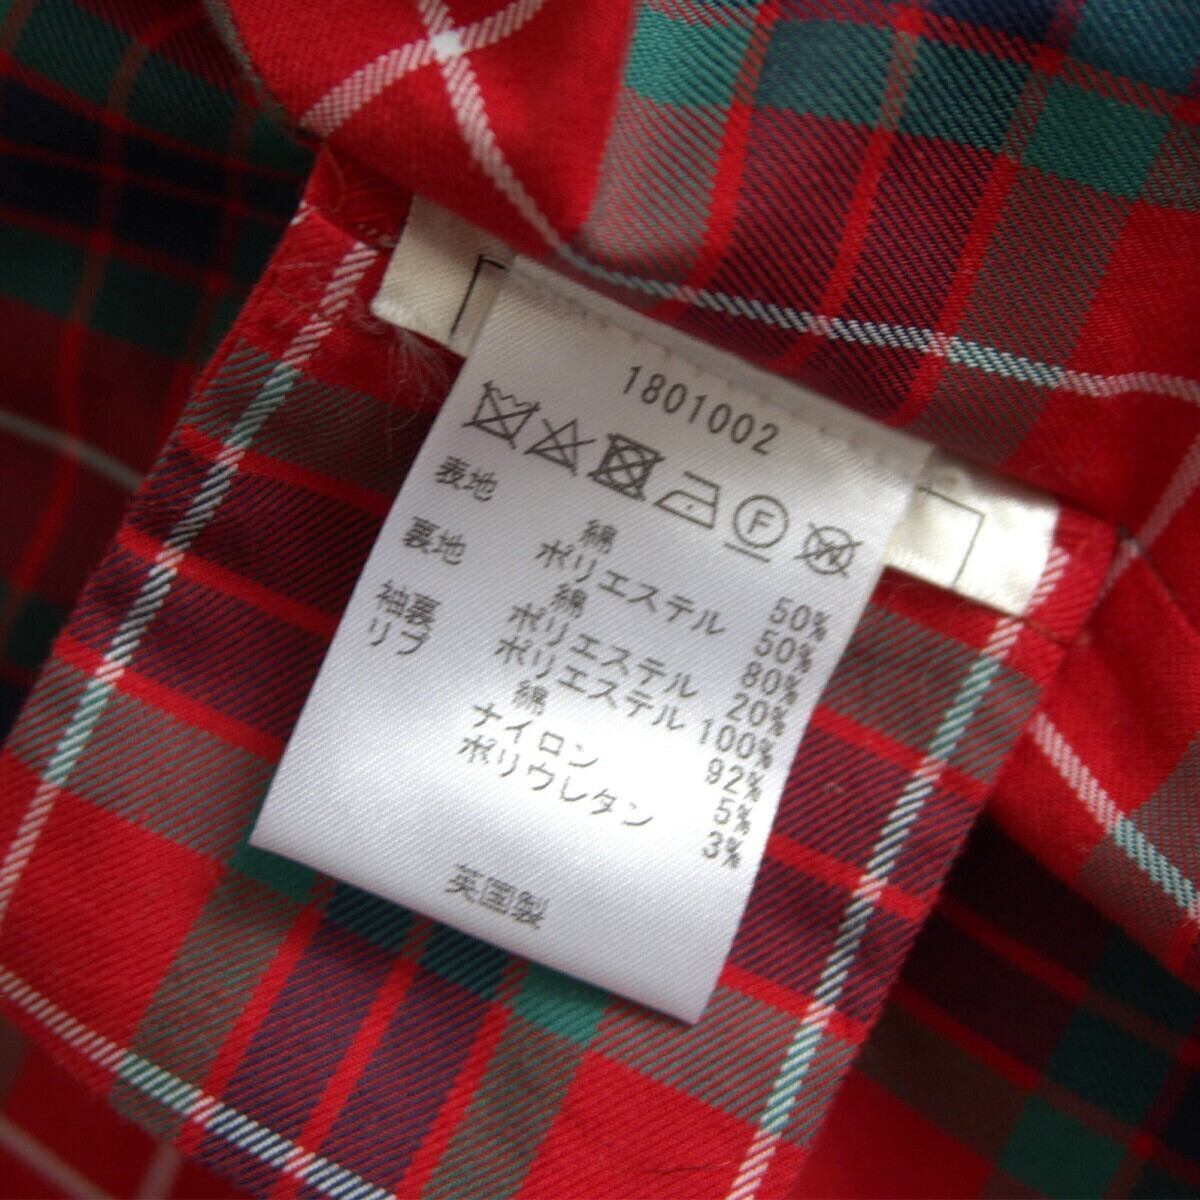 1801002
F W
表地 綿 50%
ポリエステル 50%
裏地 綿 80%
ポリエステル 20%
袖裏 ポリエステル 100%
リブ 綿 92%
ナイロン 5%
ポリウレタン 3%
英国製